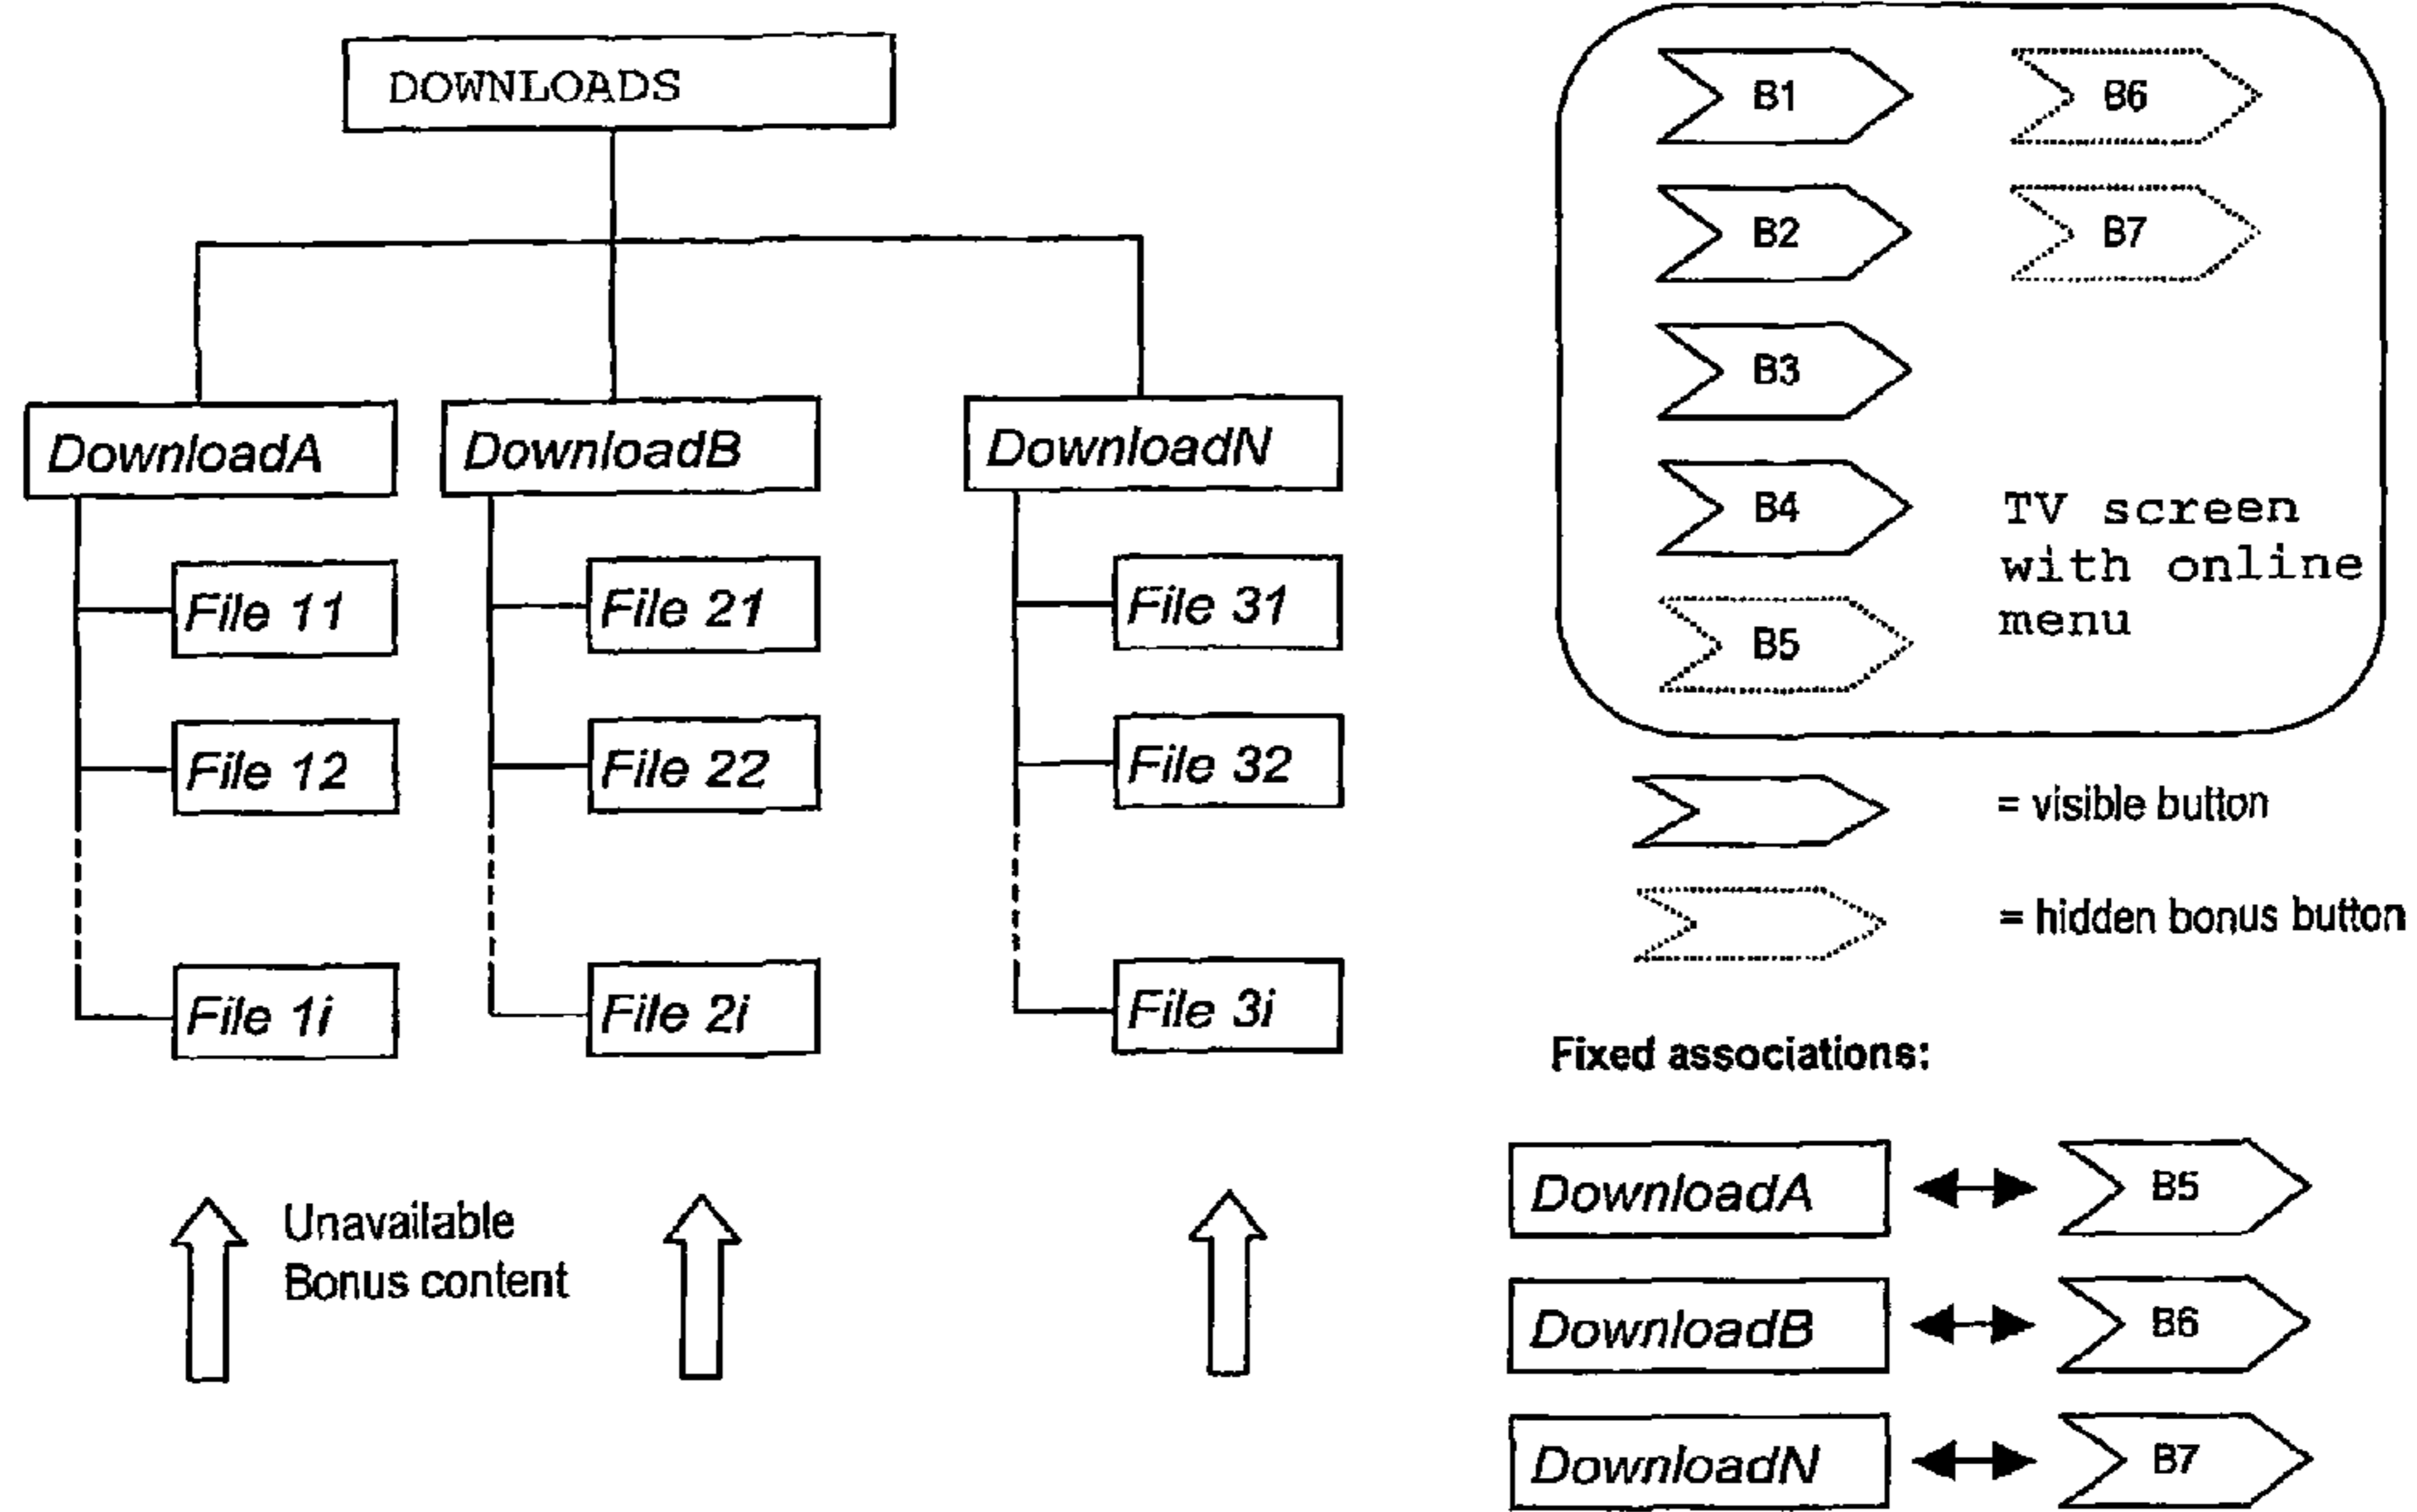 DOWNLOADS
DownloadA
DownloadB
DownloadN
File 11
File 21
File 31
File 12
File 22
File 32
File 1i
File 2i
File 3i
Unavailable
Bonus content
B1
B6
B2
B7
B3
B4
B5
TV screen
with online
menu
= visible button
= hidden bonus button
Fixed associations:
DownloadA
B5
DownloadB
B6
DownloadN
B7